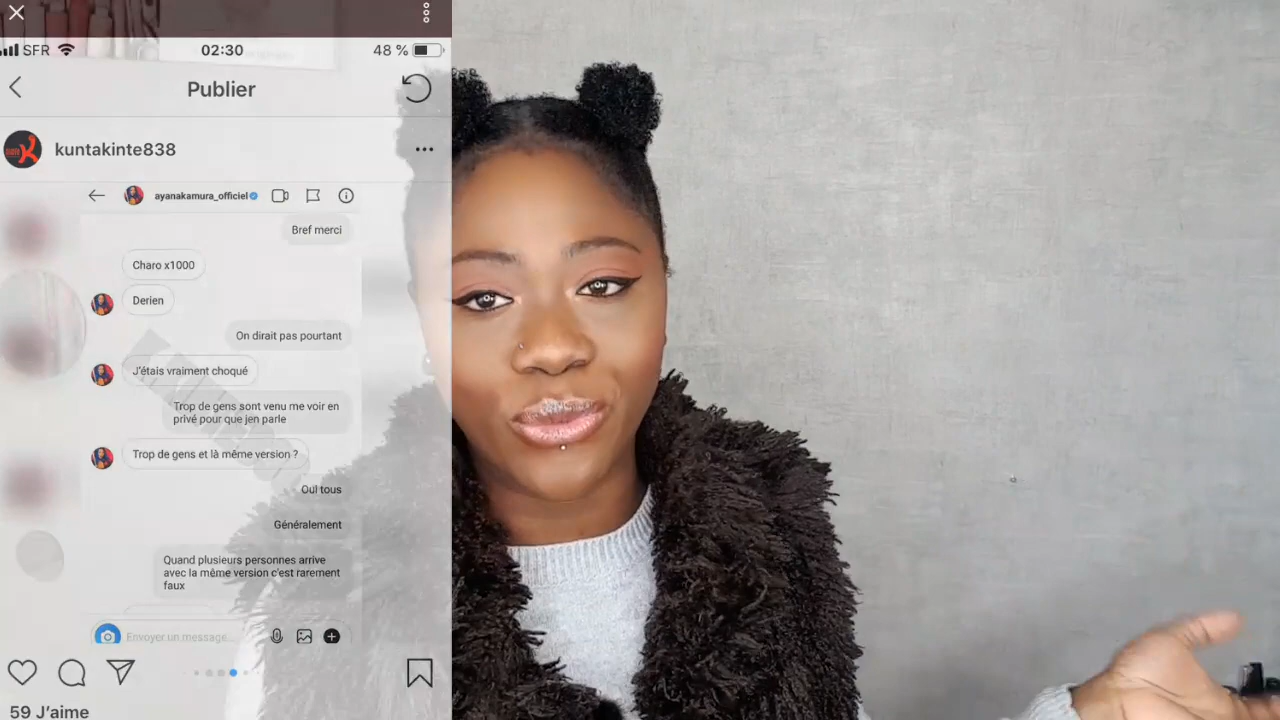 SFR
02:30
48 %
Publier
kuntakinte838
ayanakamura_officiel
Bref merci
Charo x1000
Derien
On dirait pas pourtant
J'étais vraiment choqué
Trop de gens sont venu me voir en
privé pour que jen parle
Trop de gens et là même version ?
Oui tous
Généralement
Quand plusieurs personnes arrive
avec la même version c'est rarement
faux
Envoyer un message...
59 J'aime